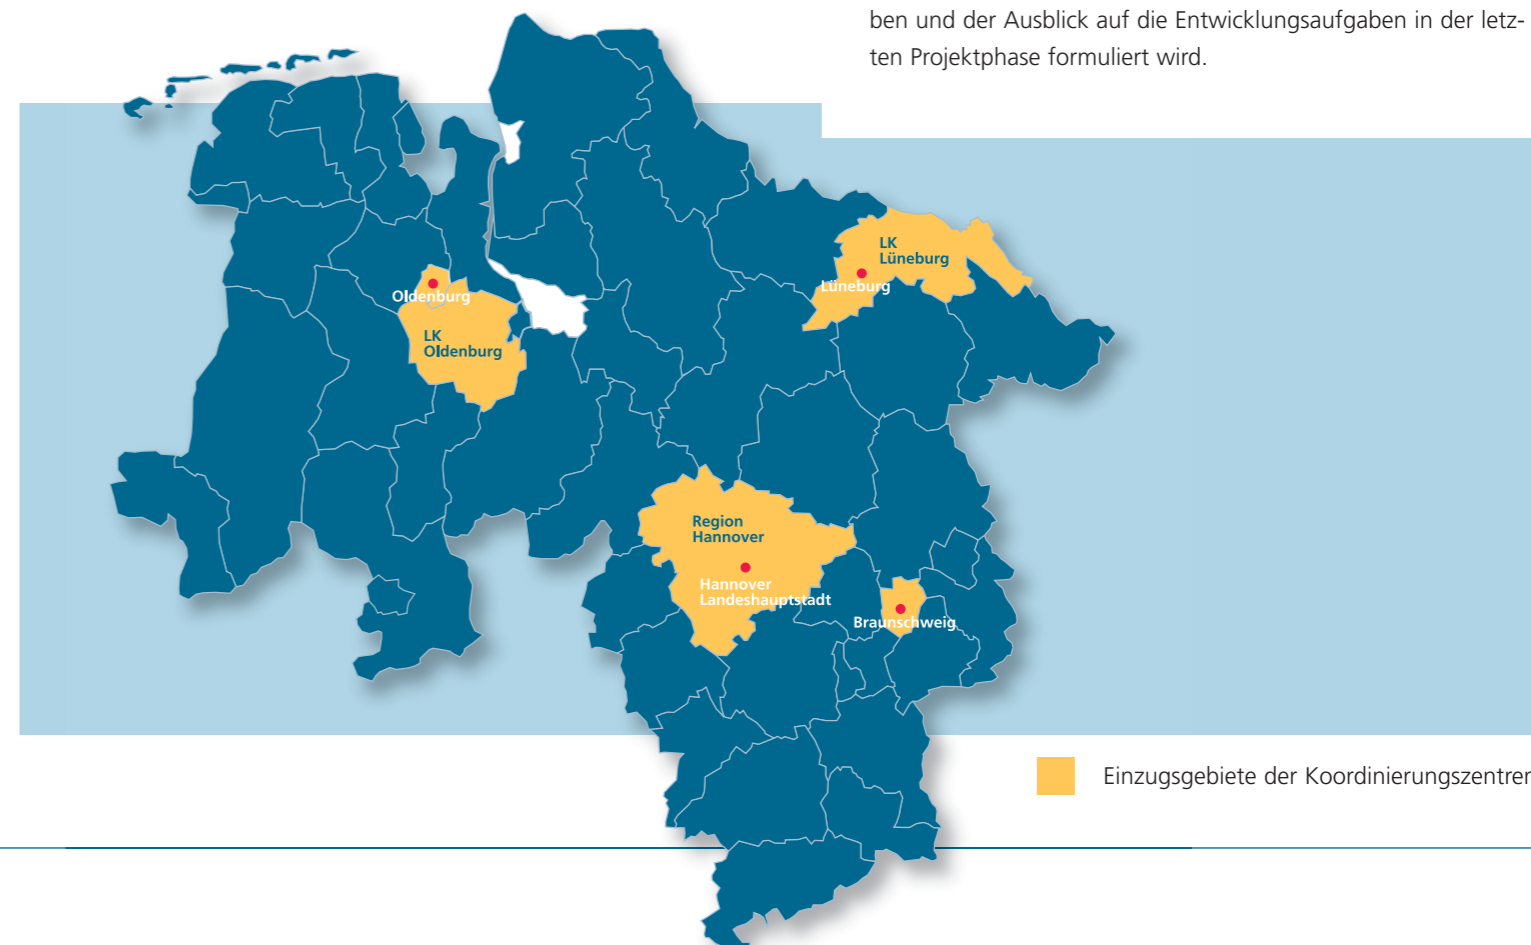 ben und der Ausblick auf die Entwicklungsaufgaben in der letz-
ten Projektphase formuliert wird.
LK
Lüneburg
Lüneburg
Oldenburg
LK
Oldenburg
Region
Hannover
Hannover
Landeshauptstadt
Braunschweig
Einzugsgebiete der